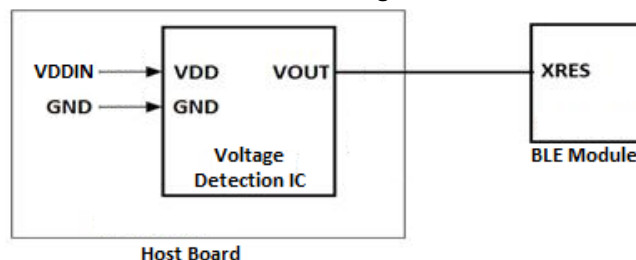 VDDIN
VDD
VOUT
XRES
GND
GND
Voltage
Detection IC
BLE Module
Host Board